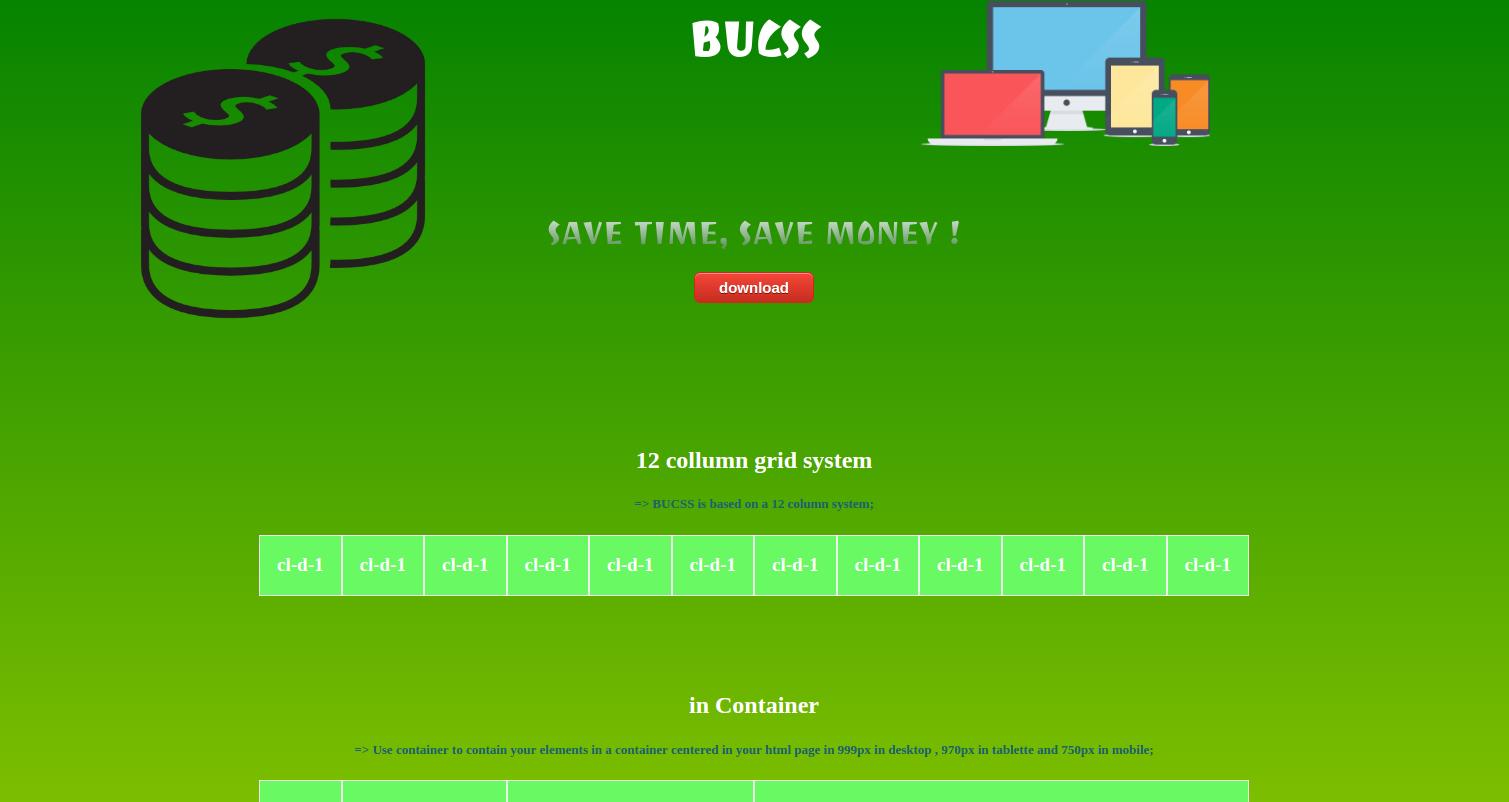 BUCSS
SAVE TIME, SAVE MONEY !
download
12 collumn grid system
=> BUCSS is based on a 12 column system;
cl-d-1 cl-d-1 cl-d-1 cl-d-1 cl-d-1 cl-d-1 cl-d-1 cl-d-1 cl-d-1 cl-d-1 cl-d-1 cl-d-1
in Container
=> Use container to contain your elements in a container centered in your html page in 999px in desktop , 970px in tablette and 750px in mobile;